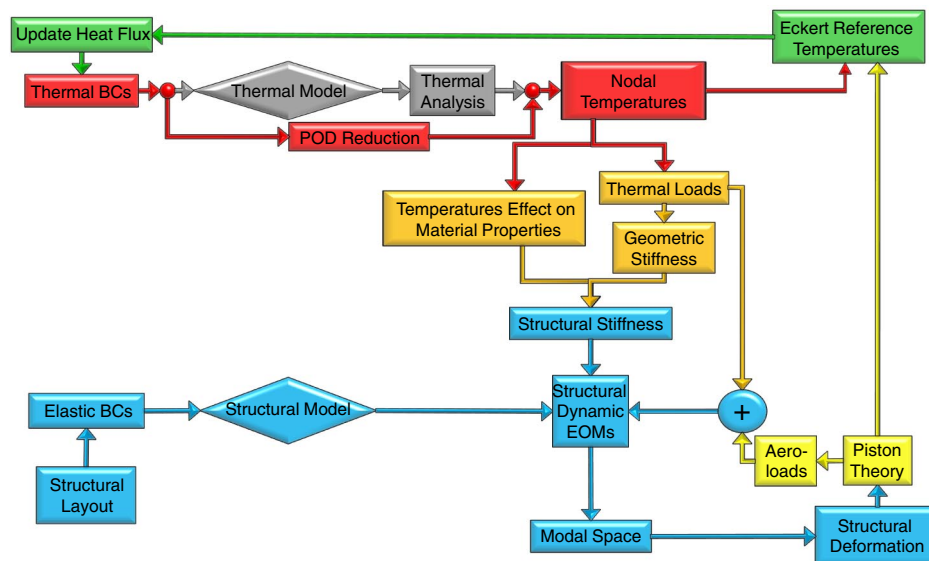 Update Heat Flux
Eckert Reference
Temperatures
Thermal BCs
Thermal Model
Thermal
Analysis
Nodal
Temperatures
POD Reduction
Temperatures Effect on
Material Properties
Thermal Loads
Geometric
Stiffness
Structural Stiffness
Elastic BCs
Structural Model
Structural
Dynamic
EOMs
+
Aero-
loads
Piston
Theory
Structural
Layout
Modal Space
Structural
Deformation